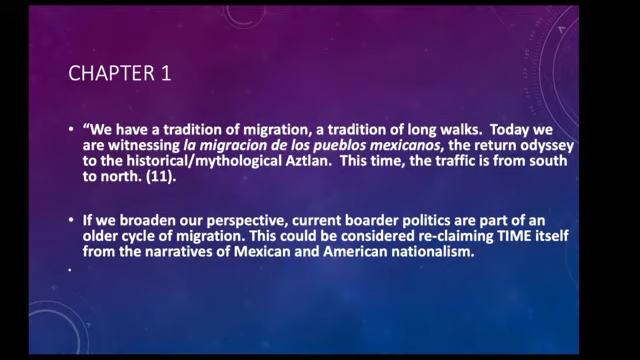 CHAPTER 1
• “We have a tradition of migration, a tradition of long walks. Today we
are witnessing la migracion de los pueblos mexicanos, the return odyssey
to the historical/mythological Aztlan. This time, the traffic is from south
to north. (11).
• If we broaden our perspective, current boarder politics are part of an
older cycle of migration. This could be considered re-claiming TIME itself
from the narratives of Mexican and American nationalism.
•